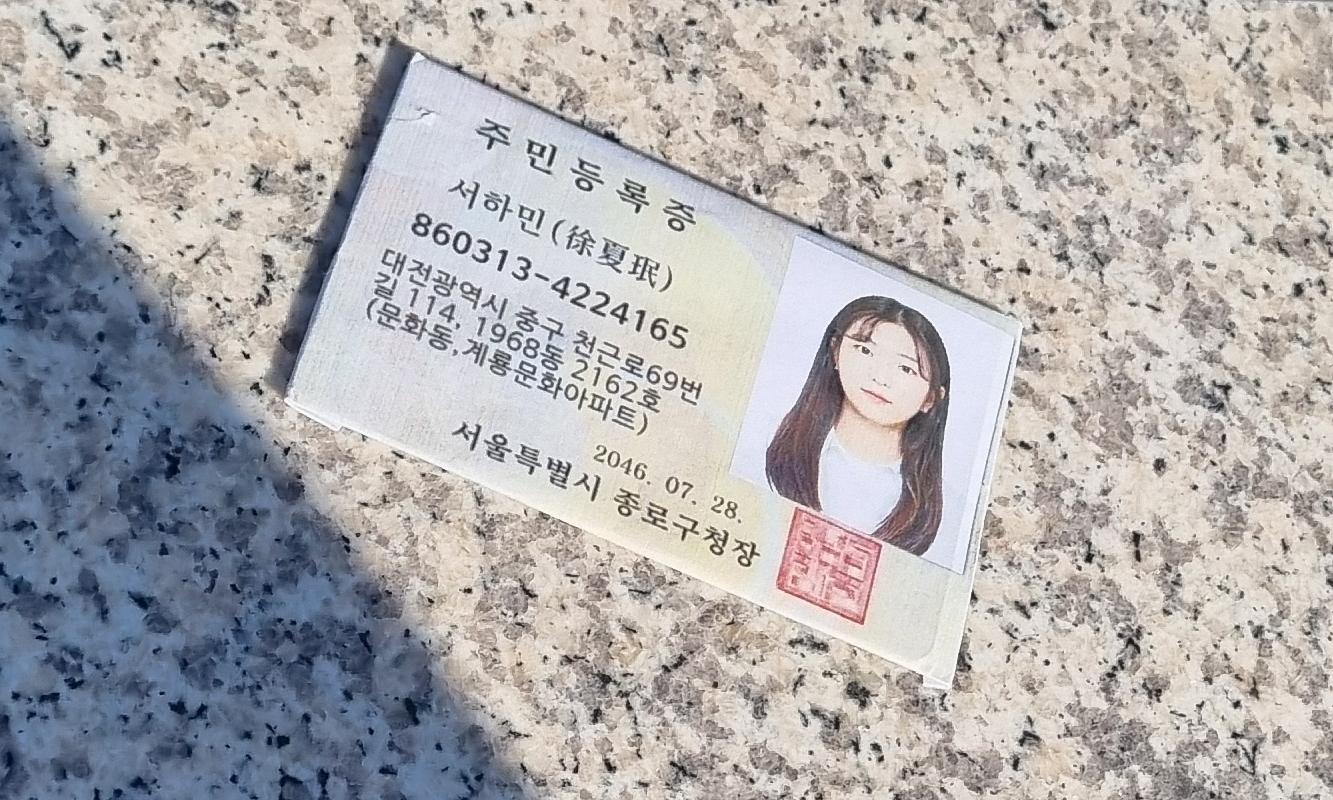 주민등록증
서하민(徐夏珉)
860313-4224165
대전광역시 중구 천근로69번
길 114, 1968동 2162호
(문화동,계룡문화아파트)
2046. 07. 28.
서울특별시 종로구청장